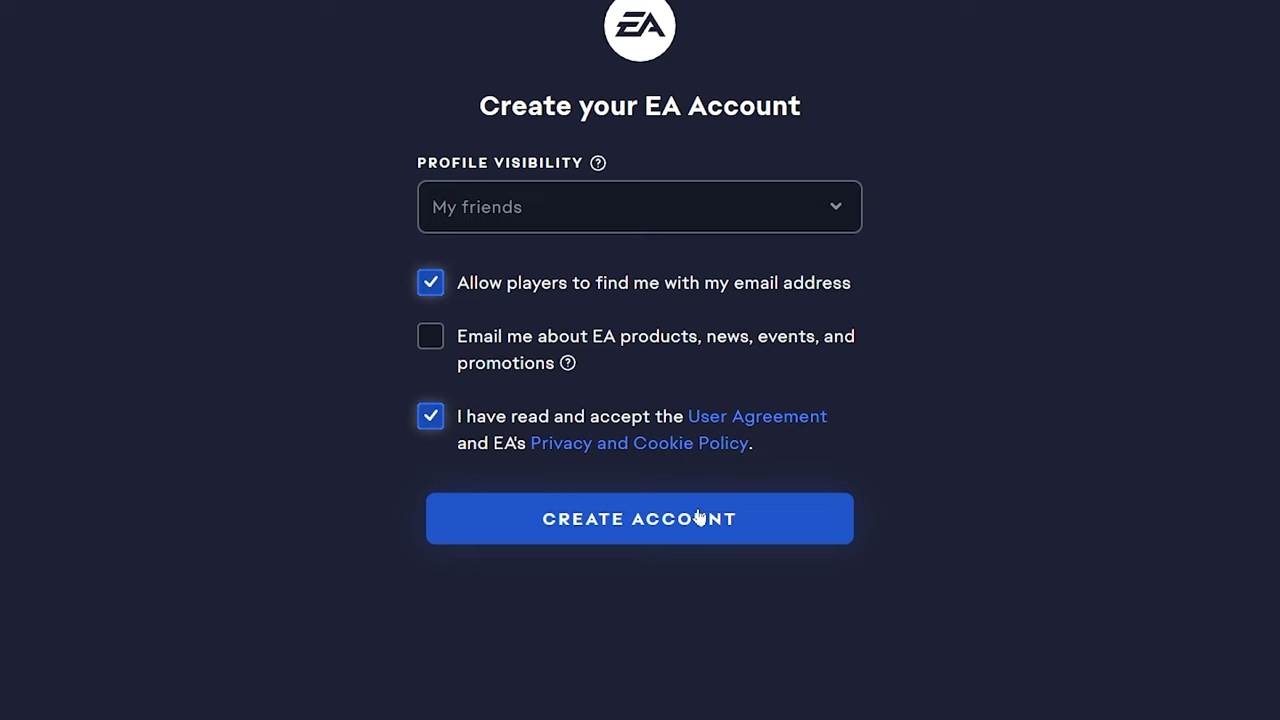 EA
Create your EA Account
PROFILE VISIBILITY ?
My friends
Allow players to find me with my email address
Email me about EA products, news, events, and
promotions ?
I have read and accept the User Agreement
and EA's Privacy and Cookie Policy.
CREATE ACCOUNT